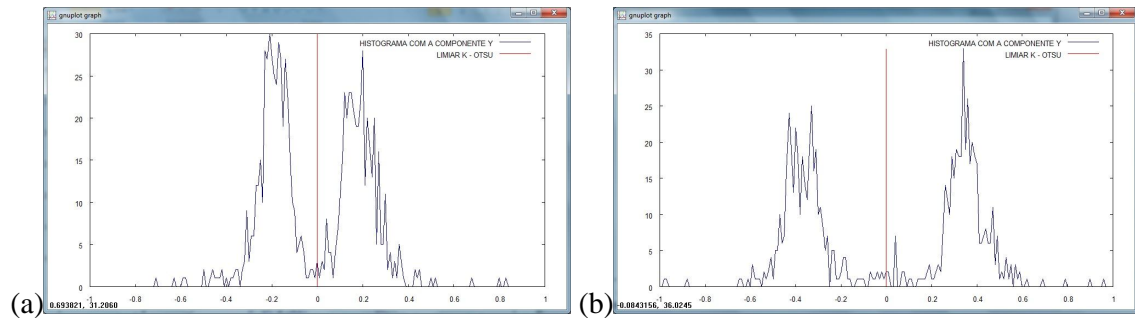 gnuplot graph
HISTOGRAMA COM A COMPONENTE Y
LIMIAR K - OTSU
30
25
20
15
10
5
0
-1 -0.8 -0.6 -0.4 -0.2 0 0.2 0.4 0.6 0.8 1
0.693821, 31.2060
(a)
gnuplot graph
HISTOGRAMA COM A COMPONENTE Y
LIMIAR K - OTSU
35
30
25
20
15
10
5
0
-1 -0.8 -0.6 -0.4 -0.2 0 0.2 0.4 0.6 0.8 1
-0.0843156, 36.0245
(b)